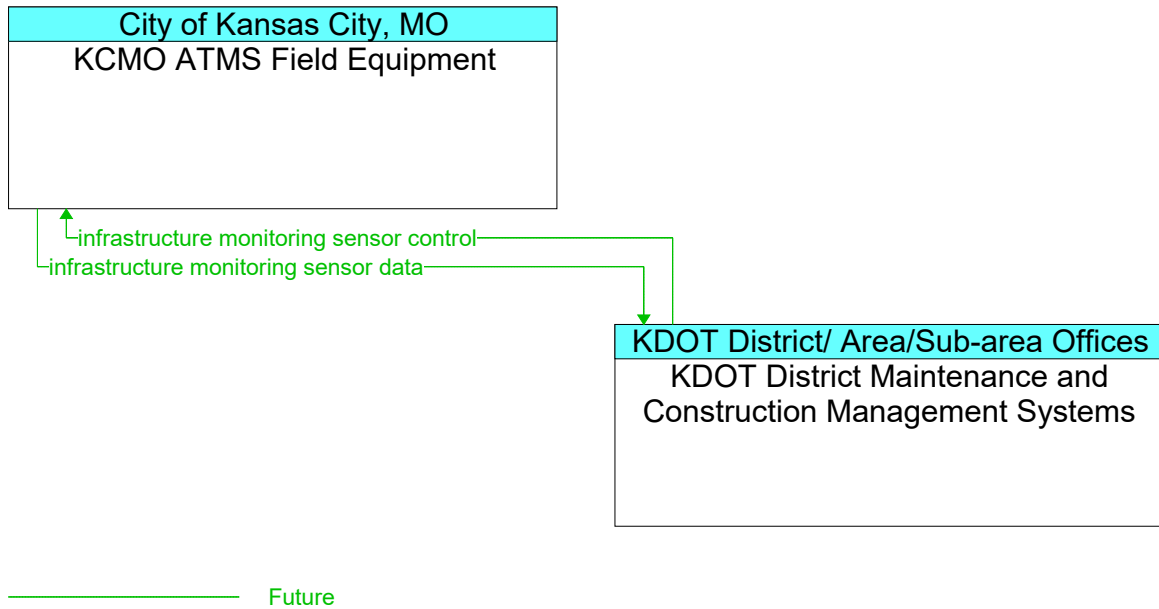 City of Kansas City, MO
KCMO ATMS Field Equipment
infrastructure monitoring sensor control
infrastructure monitoring sensor data
KDOT District/ Area/Sub-area Offices
KDOT District Maintenance and
Construction Management Systems
Future